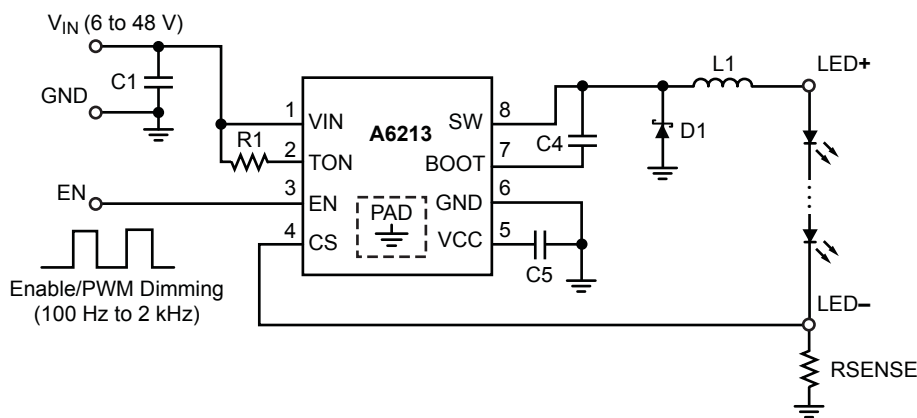 V_IN (6 to 48 V)
C1
GND
L1
LED+
1
VIN
A6213
SW
8
R1
C4
D1
2
TON
BOOT
7
EN
3
EN
GND
6
PAD
4
CS
VCC
5
C5
Enable/PWM Dimming
(100 Hz to 2 kHz)
LED–
RSENSE